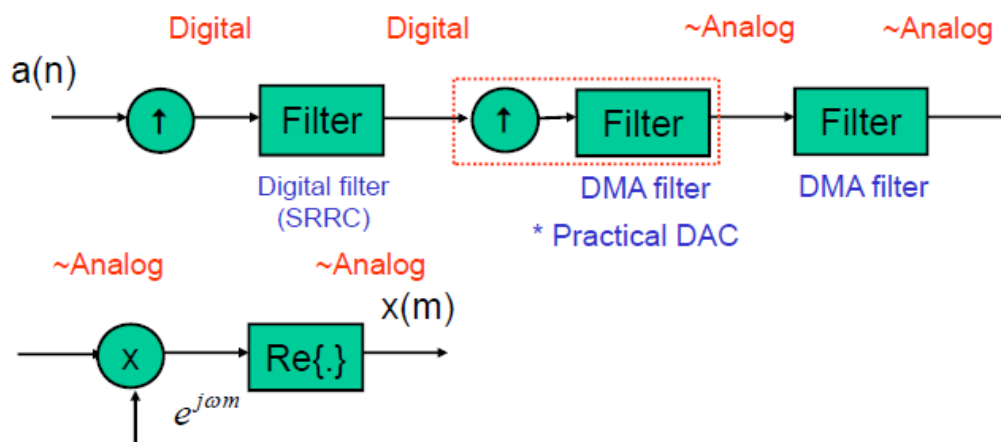 Digital Digital ~Analog ~Analog
a(n)
↑ Filter ↑ Filter Filter
Digital filter
(SRRC)
DMA filter DMA filter
* Practical DAC
~Analog ~Analog
x(m)
x Re{.}
e^{jωm}